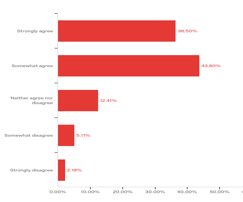 Strongly agree
36.50%
Somewhat agree
43.80%
Neither agree nor
disagree
12.41%
Somewhat disagree
5.11%
Strongly disagree
2.19%
0.00% 10.00% 20.00% 30.00% 40.00% 50.00%